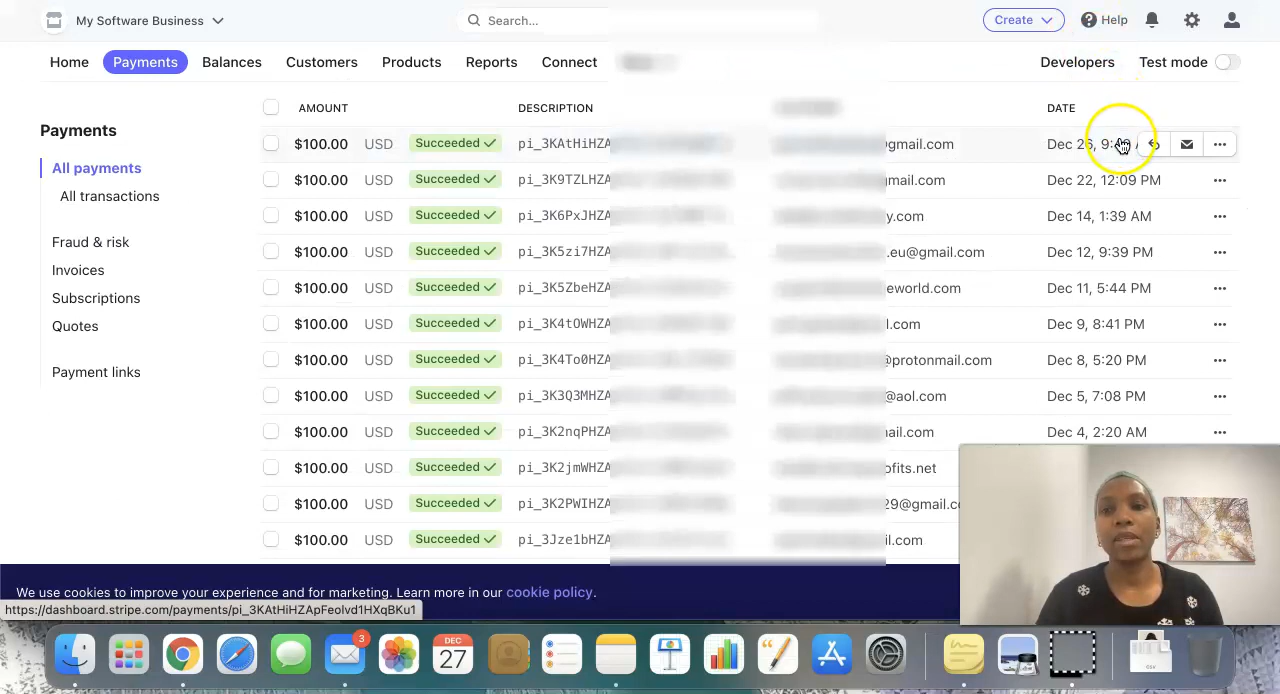 My Software Business
Search...
Create
Help
Home Payments Balances Customers Products Reports Connect
Developers Test mode
AMOUNT DESCRIPTION DATE
Payments
All payments
All transactions
Fraud & risk
Invoices
Subscriptions
Quotes
Payment links
$100.00 USD Succeeded pi_3KAtHiHZA @gmail.com Dec 26,
$100.00 USD Succeeded pi_3K9TZLHZA mail.com Dec 22, 12:09 PM
$100.00 USD Succeeded pi_3K6PxJHZA y.com Dec 14, 1:39 AM
$100.00 USD Succeeded pi_3K5zi7HZA .eu@gmail.com Dec 12, 9:39 PM
$100.00 USD Succeeded pi_3K5ZbeHZA eworld.com Dec 11, 5:44 PM
$100.00 USD Succeeded pi_3K4tOWHZA l.com Dec 9, 8:41 PM
$100.00 USD Succeeded pi_3K4To0HZA @protonmail.com Dec 8, 5:20 PM
$100.00 USD Succeeded pi_3K3Q3MHZA @aol.com Dec 5, 7:08 PM
$100.00 USD Succeeded pi_3K2nqPHZA ail.com Dec 4, 2:20 AM
$100.00 USD Succeeded pi_3K2jmWHZA ofits.net
$100.00 USD Succeeded pi_3K2PWIHZA 29@gmail.c
$100.00 USD Succeeded pi_3Jze1bHZA il.com
We use cookies to improve your experience and for marketing. Learn more in our cookie policy.
https://dashboard.stripe.com/payments/pi_3KAtHiHZApFeolvd1HXqBKu1
3
DEC
27
CSV